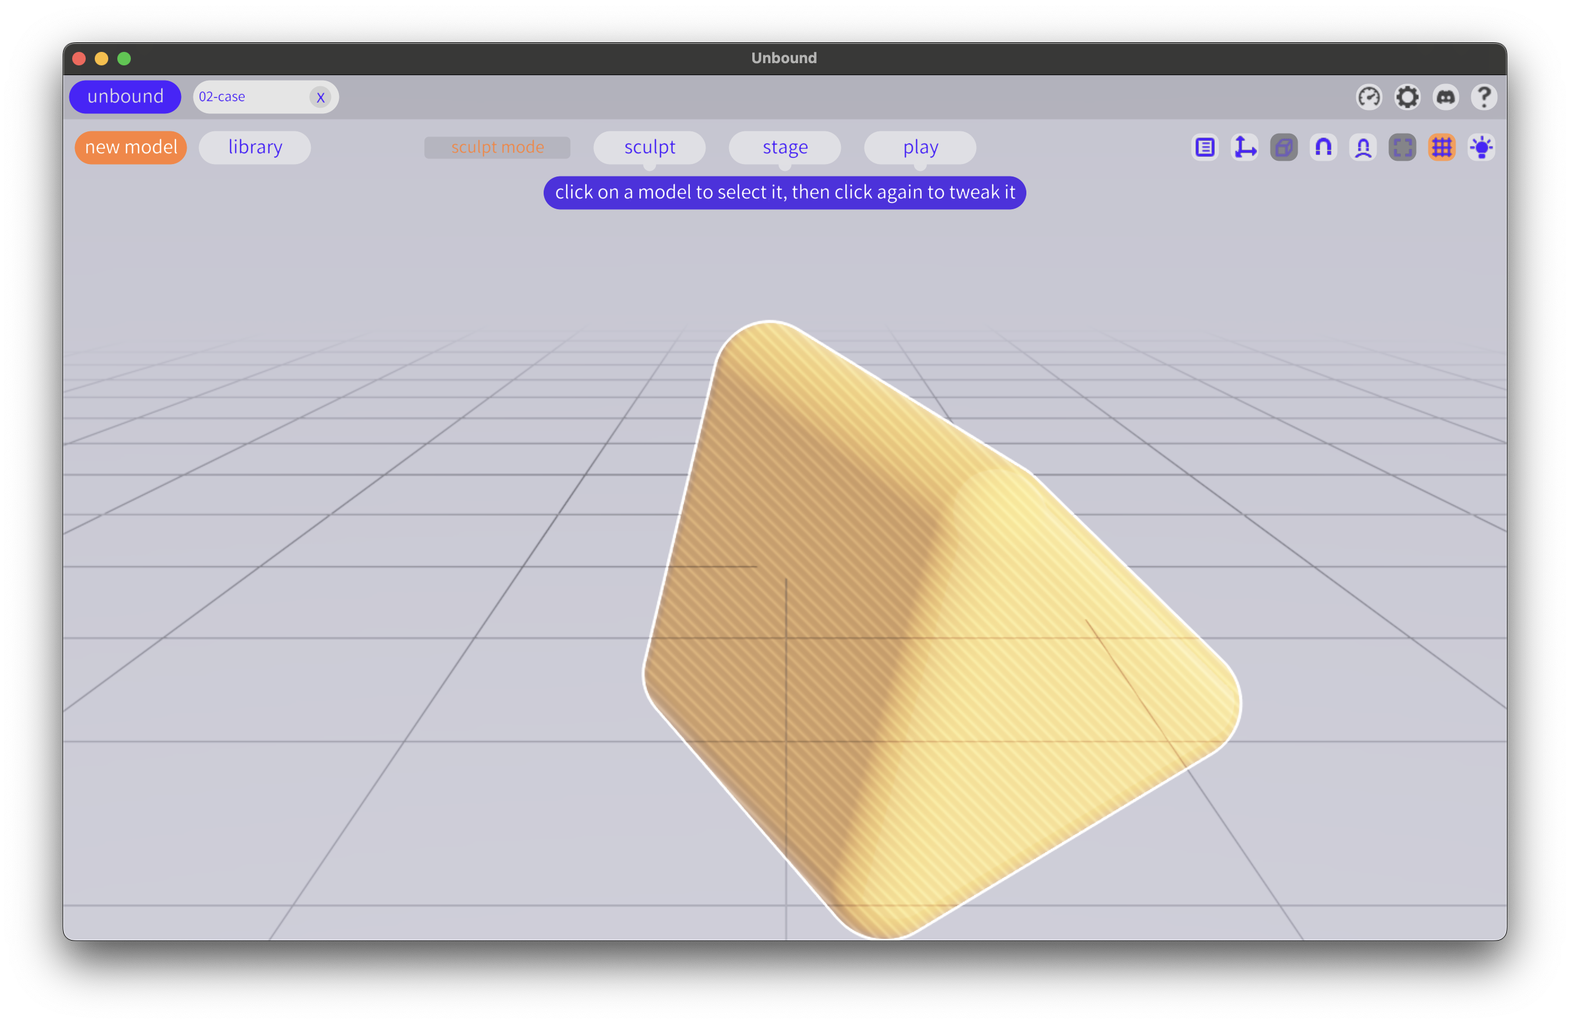 Unbound
unbound
02-case
X
new model
library
sculpt mode
sculpt
stage
play
?
click on a model to select it, then click again to tweak it